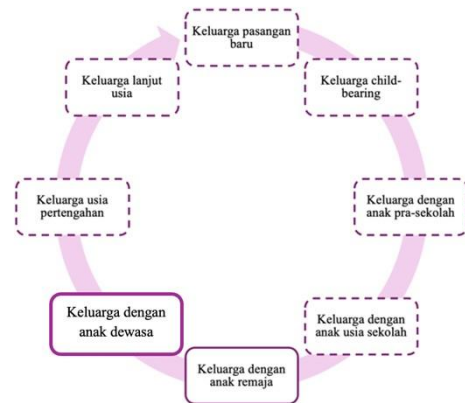 Keluarga pasangan
baru
Keluarga child-
bearing
Keluarga dengan
anak pra-sekolah
Keluarga dengan
anak usia sekolah
Keluarga dengan
anak remaja
Keluarga dengan
anak dewasa
Keluarga usia
pertengahan
Keluarga lanjut
usia